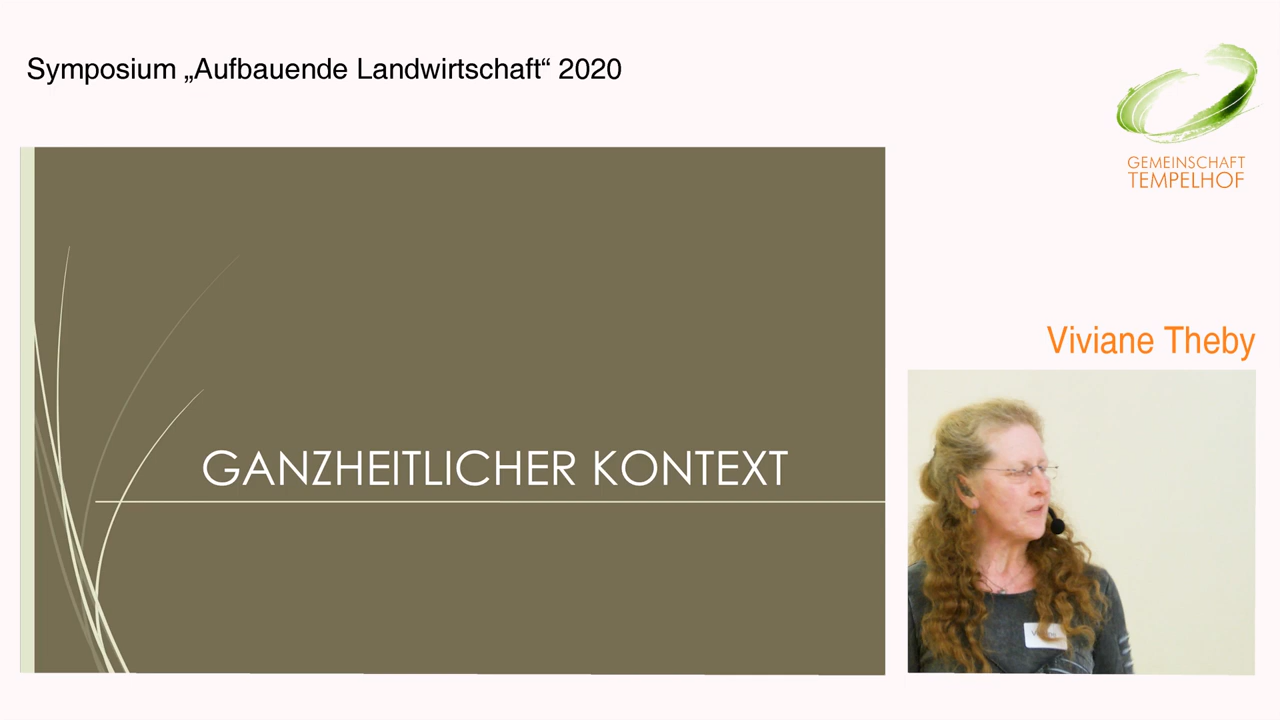 Symposium „Aufbauende Landwirtschaft“ 2020
GEMEINSCHAFT
TEMPELHOF
GANZHEITLICHER KONTEXT
Viviane Theby